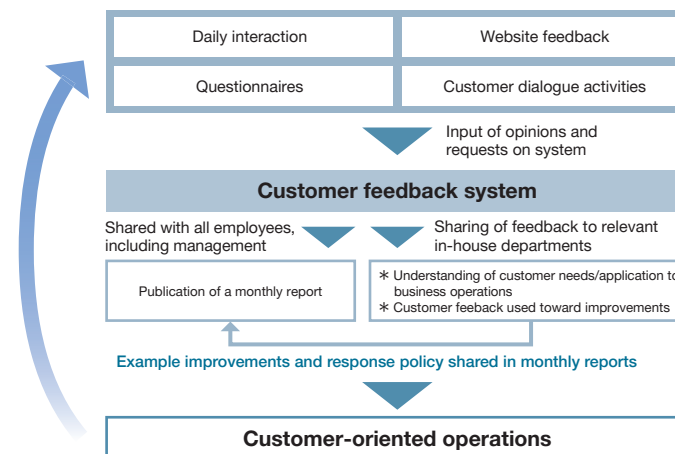 Daily interaction
Website feedback
Questionnaires
Customer dialogue activities
Input of opinions and
requests on system
Customer feedback system
Shared with all employees,
including management
Sharing of feedback to relevant
in-house departments
Publication of a monthly report
* Understanding of customer needs/application to
business operations
* Customer feeback used toward improvements
Example improvements and response policy shared in monthly reports
Customer-oriented operations